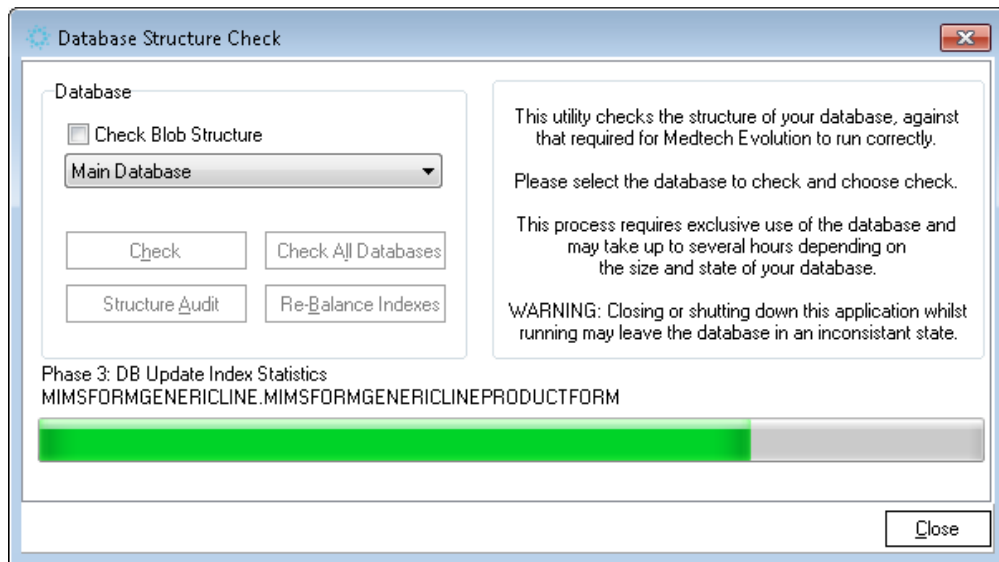 Database Structure Check
Database
Check Blob Structure
Main Database
Check
Check All Databases
Structure Audit
Re-Balance Indexes
This utility checks the structure of your database, against
that required for Medtech Evolution to run correctly.
Please select the database to check and choose check.
This process requires exclusive use of the database and
may take up to several hours depending on
the size and state of your database.
WARNING: Closing or shutting down this application whilst
running may leave the database in an inconsistant state.
Phase 3: DB Update Index Statistics
MIMSFORMGENERICLINE.MIMSFORMGENERICLINEPRODUCTFORM
Close